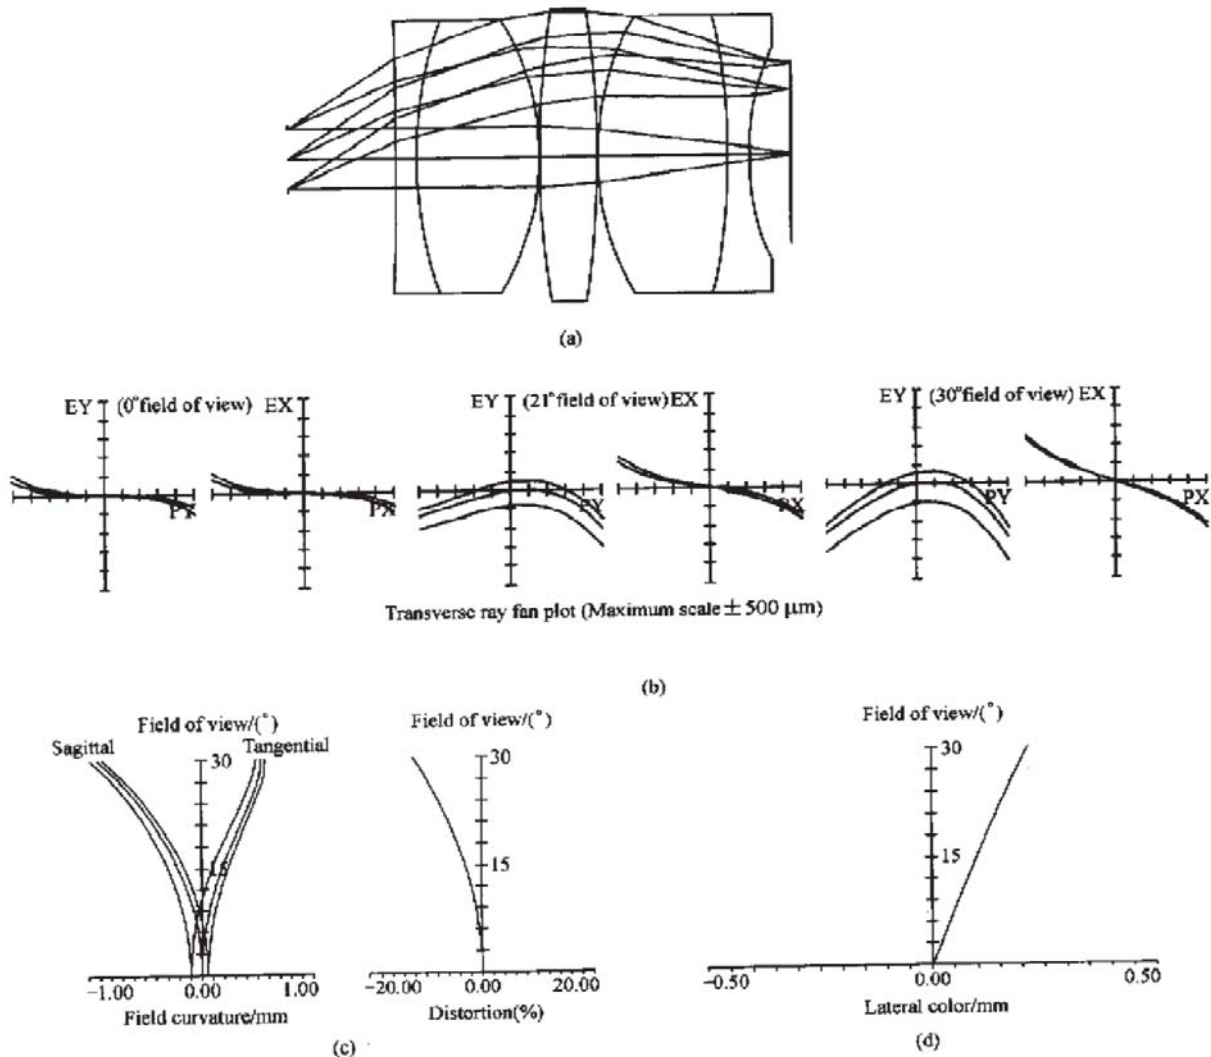 (a)
EY (0°field of view) EX
PY PX
EY (21°field of view) EX
PY PX
EY (30°field of view) EX
PY PX
Transverse ray fan plot (Maximum scale ± 500 μm)
(b)
Field of view/(°)
Sagittal Tangential
30
15
−1.00 0.00 1.00
Field curvature/mm
Field of view/(°)
30
15
−20.00 0.00 20.00
Distortion(%)
(c)
Field of view/(°)
30
15
−0.50 0.00 0.50
Lateral color/mm
(d)